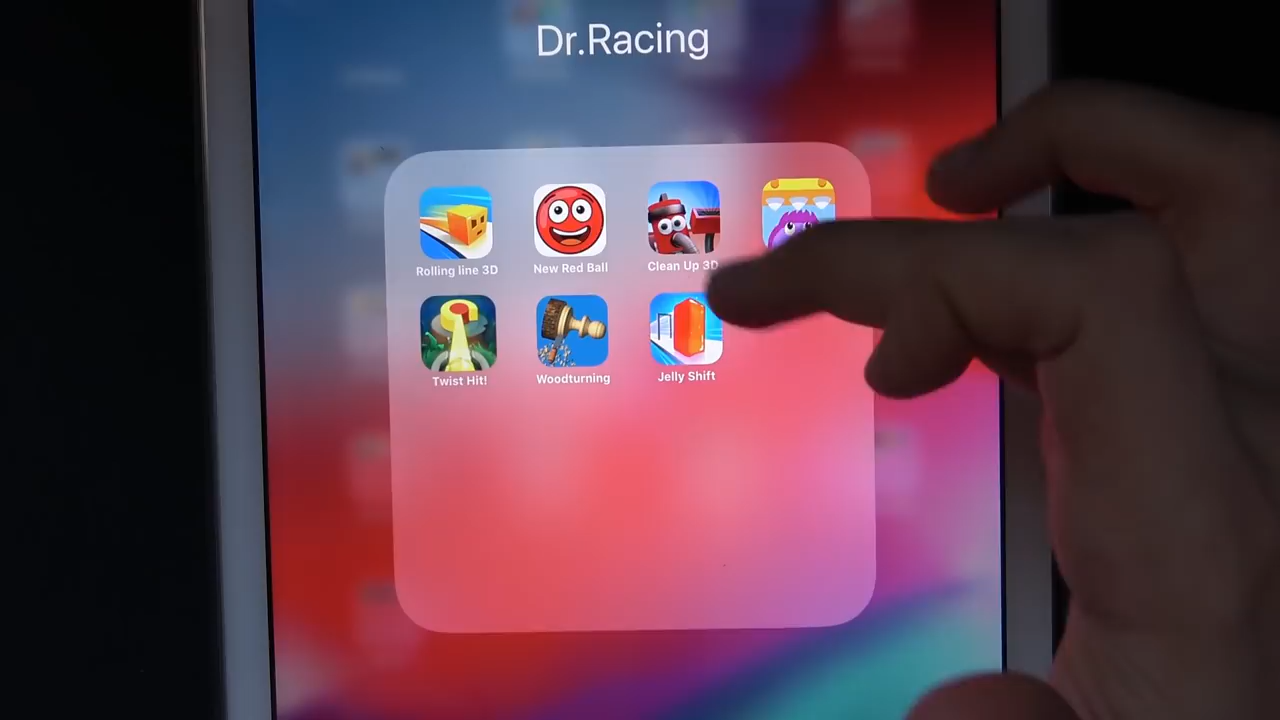 Dr.Racing
Rolling line 3D
New Red Ball
Clean Up 3D
Twist Hit!
Woodturning
Jelly Shift